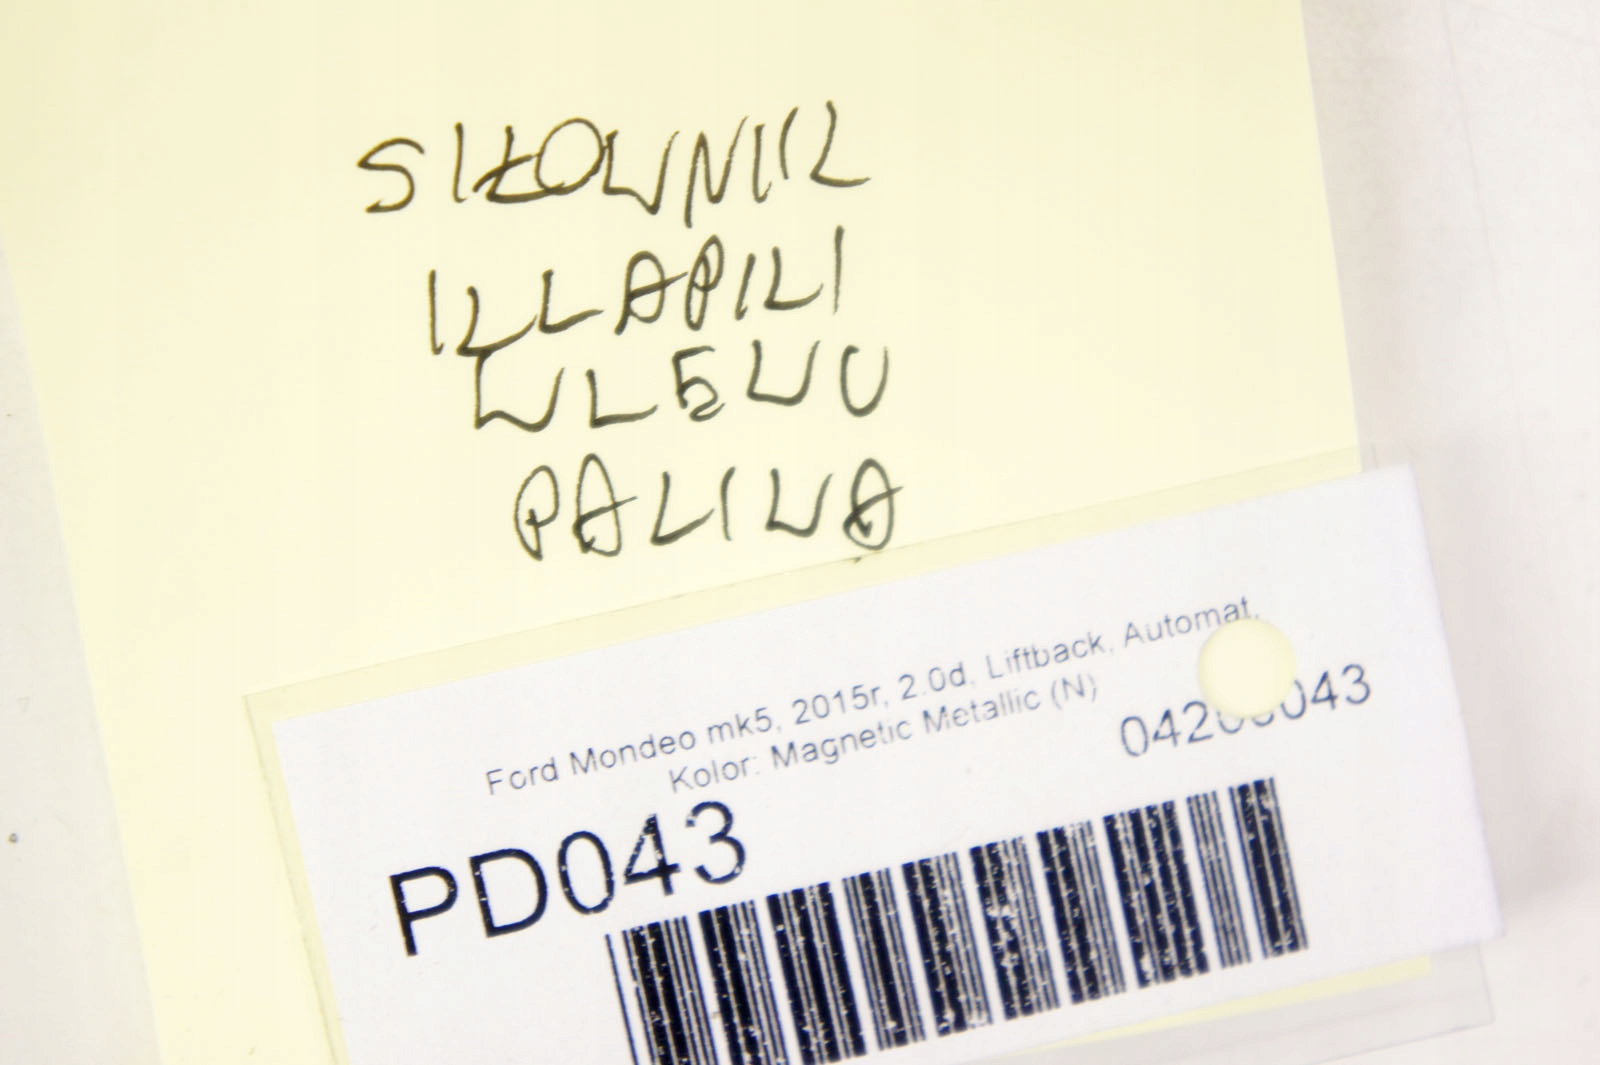 SIŁOWNIK
KLAPKI
WLEWU
PALIWA
Ford Mondeo mk5, 2015r, 2.0d, Liftback, Automat,
Kolor: Magnetic Metallic (N)
PD043